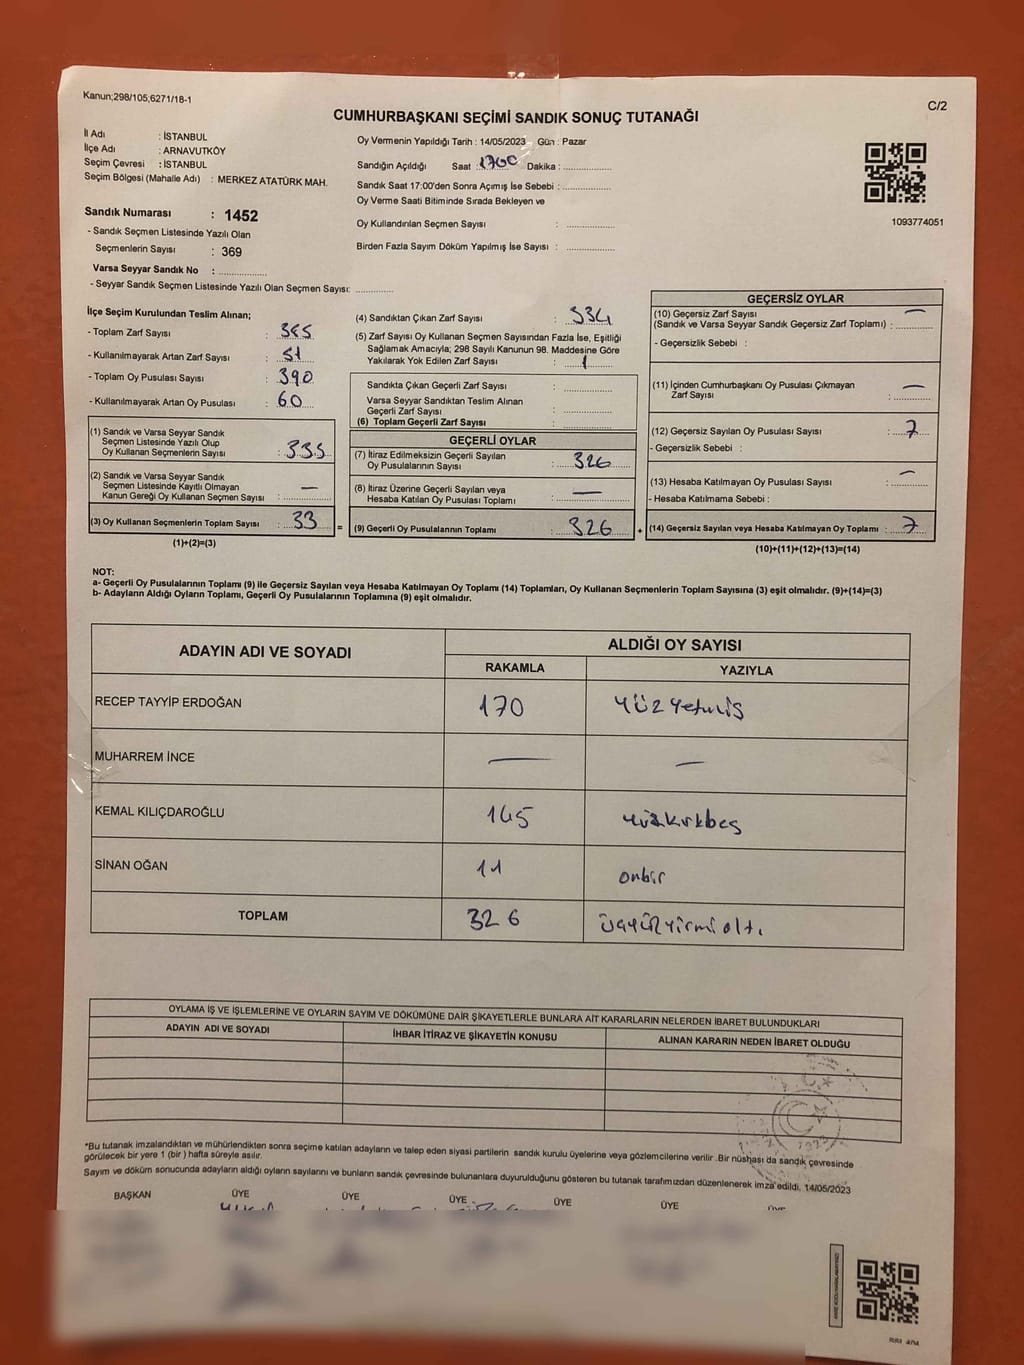 Kanun;298/105;6271/18-1
C/2
CUMHURBAŞKANI SEÇİMİ SANDIK SONUÇ TUTANAĞI
İl Adı : İSTANBUL
İlçe Adı : ARNAVUTKÖY
Seçim Çevresi : İSTANBUL
Seçim Bölgesi (Mahalle Adı) : MERKEZ ATATÜRK MAH.
Sandık Numarası : 1452
- Sandık Seçmen Listesinde Yazılı Olan
Seçmenlerin Sayısı : 369
Varsa Seyyar Sandık No : ................
- Seyyar Sandık Seçmen Listesinde Yazılı Olan Seçmen Sayısı: ............
Oy Vermenin Yapıldığı Tarih : 14/05/2023 Gün : Pazar
Sandığın Açıldığı Saat 1700 Dakika : ................
Sandık Saat 17:00'den Sonra Açımış İse Sebebi : ................
Oy Verme Saati Bitiminde Sırada Bekleyen ve
Oy Kullandırılan Seçmen Sayısı : ................
Birden Fazla Sayım Döküm Yapılmış İse Sayısı : ................
1093774051
İlçe Seçim Kurulundan Teslim Alınan;
- Toplam Zarf Sayısı : 385
- Kullanılmayarak Artan Zarf Sayısı : 51
- Toplam Oy Pusulası Sayısı : 390
- Kullanılmayarak Artan Oy Pusulası : 60
(1) Sandık ve Varsa Seyyar Sandık
Seçmen Listesinde Yazılı Olup
Oy Kullanan Seçmenlerin Sayısı : 335
(2) Sandık ve Varsa Seyyar Sandık
Seçmen Listesinde Kayıtlı Olmayan
Kanun Gereği Oy Kullanan Seçmen Sayısı : —
(3) Oy Kullanan Seçmenlerin Toplam Sayısı : 33 =
(1)+(2)=(3)
(4) Sandıktan Çıkan Zarf Sayısı : 334
(5) Zarf Sayısı Oy Kullanan Seçmen Sayısından Fazla İse, Eşitliği
Sağlamak Amacıyla; 298 Sayılı Kanunun 98. Maddesine Göre
Yakılarak Yok Edilen Zarf Sayısı : 1
Sandıkta Çıkan Geçerli Zarf Sayısı : ................
Varsa Seyyar Sandıktan Teslim Alınan
Geçerli Zarf Sayısı : ................
(6) Toplam Geçerli Zarf Sayısı : ................
GEÇERLİ OYLAR
(7) İtiraz Edilmeksizin Geçerli Sayılan
Oy Pusulalarının Sayısı : 326
(8) İtiraz Üzerine Geçerli Sayılan veya
Hesaba Katılan Oy Pusulası Toplamı : —
(9) Geçerli Oy Pusulalarının Toplamı : 326 +
GEÇERSİZ OYLAR
(10) Geçersiz Zarf Sayısı —
(Sandık ve Varsa Seyyar Sandık Geçersiz Zarf Toplamı) : ............
- Geçersizlik Sebebi :
(11) İçinden Cumhurbaşkanı Oy Pusulası Çıkmayan —
Zarf Sayısı : ............
(12) Geçersiz Sayılan Oy Pusulası Sayısı : 7
- Geçersizlik Sebebi :
(13) Hesaba Katılmayan Oy Pusulası Sayısı : —
- Hesaba Katılmama Sebebi :
(14) Geçersiz Sayılan veya Hesaba Katılmayan Oy Toplamı : 7
(10)+(11)+(12)+(13)=(14)
NOT:
a- Geçerli Oy Pusulalarının Toplamı (9) ile Geçersiz Sayılan veya Hesaba Katılmayan Oy Toplamı (14) Toplamları, Oy Kullanan Seçmenlerin Toplam Sayısına (3) eşit olmalıdır. (9)+(14)=(3)
b- Adayların Aldığı Oyların Toplamı, Geçerli Oy Pusulalarının Toplamına (9) eşit olmalıdır.
ADAYIN ADI VE SOYADI
ALDIĞI OY SAYISI
RAKAMLA YAZIYLA
RECEP TAYYİP ERDOĞAN 170 yüzyetmiş
MUHARREM İNCE — —
KEMAL KILIÇDAROĞLU 145 yüzkırkbeş
SİNAN OĞAN 11 onbir
TOPLAM 326 üçyüzyirmialtı
OYLAMA İŞ VE İŞLEMLERİNE VE OYLARIN SAYIM VE DÖKÜMÜNE DAİR ŞİKAYETLERLE BUNLARA AİT KARARLARIN NELERDEN İBARET BULUNDUKLARI
ADAYIN ADI VE SOYADI İHBAR İTİRAZ VE ŞİKAYETİN KONUSU ALINAN KARARIN NEDEN İBARET OLDUĞU
*Bu tutanak imzalandıktan ve mühürlendikten sonra seçime katılan adayların ve talep eden siyasi partilerin sandık kurulu üyelerine veya gözlemcilerine verilir .Bir nüshası da sandık çevresinde
görülecek bir yere 1 (bir ) hafta süreyle asılır.
Sayım ve döküm sonucunda adayların aldığı oyların sayılarını ve bunların sandık çevresinde bulunanlara duyurulduğunu gösteren bu tutanak tarafımızdan düzenlenerek imza edildi. 14/05/2023
BAŞKAN ÜYE ÜYE ÜYE ÜYE ÜYE